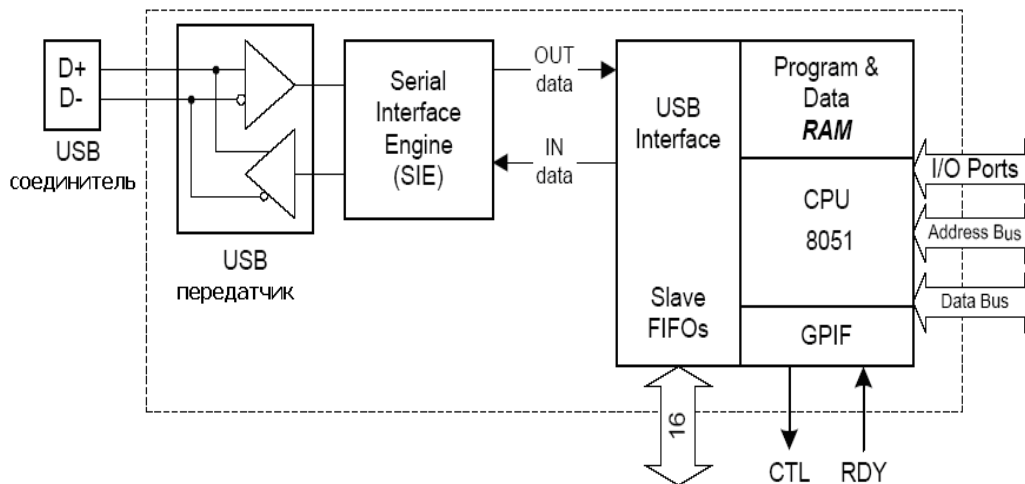 D+
D-
USB
соединитель
USB
передатчик
Serial
Interface
Engine
(SIE)
OUT
data
IN
data
USB
Interface
Slave
FIFOs
Program &
Data
RAM
CPU
8051
GPIF
I/O Ports
Address Bus
Data Bus
16
CTL
RDY